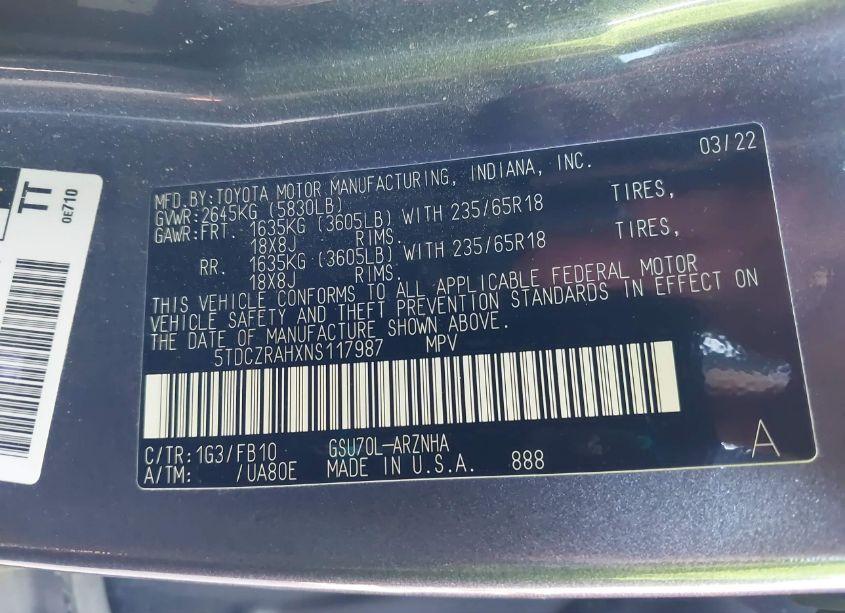 TT
0E710
03/22
MFD.BY:TOYOTA MOTOR MANUFACTURING, INDIANA, INC.
GVWR:2645KG (5830LB)
GAWR:FRT. 1635KG (3605LB) WITH 235/65R18 TIRES,
18X8J RIMS.
RR. 1635KG (3605LB) WITH 235/65R18 TIRES,
18X8J RIMS.
THIS VEHICLE CONFORMS TO ALL APPLICABLE FEDERAL MOTOR
VEHICLE SAFETY AND THEFT PREVENTION STANDARDS IN EFFECT ON
THE DATE OF MANUFACTURE SHOWN ABOVE.
5TDCZRAHXNS117987 MPV
C/TR:1G3/FB10 GSU70L-ARZNHA
A/TM: /UA80E MADE IN U.S.A. 888
A